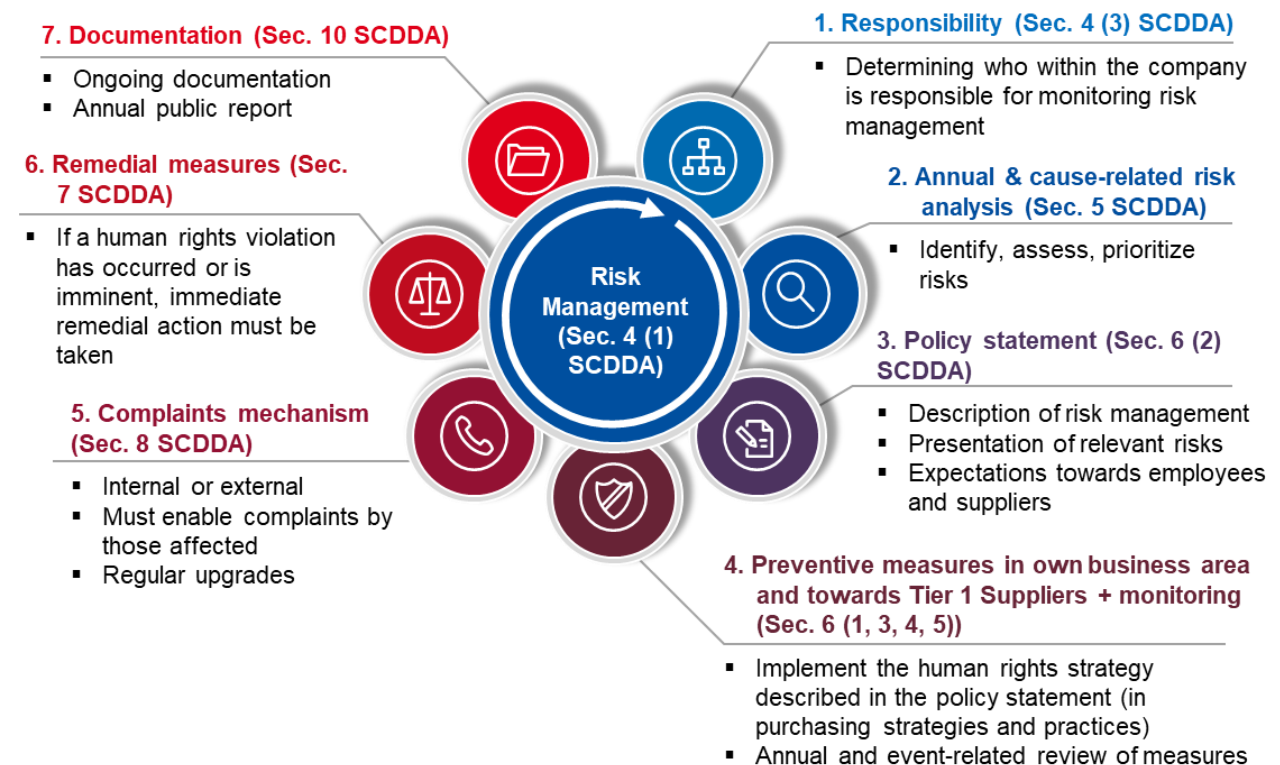 7. Documentation (Sec. 10 SCDDA)
▪ Ongoing documentation
▪ Annual public report
6. Remedial measures (Sec.
7 SCDDA)
▪ If a human rights violation
has occurred or is
imminent, immediate
remedial action must be
taken
5. Complaints mechanism
(Sec. 8 SCDDA)
▪ Internal or external
▪ Must enable complaints by
those affected
▪ Regular upgrades
Risk
Management
(Sec. 4 (1)
SCDDA)
1. Responsibility (Sec. 4 (3) SCDDA)
▪ Determining who within the company
is responsible for monitoring risk
management
2. Annual & cause-related risk
analysis (Sec. 5 SCDDA)
▪ Identify, assess, prioritize
risks
3. Policy statement (Sec. 6 (2)
SCDDA)
▪ Description of risk management
▪ Presentation of relevant risks
▪ Expectations towards employees
and suppliers
4. Preventive measures in own business area
and towards Tier 1 Suppliers + monitoring
(Sec. 6 (1, 3, 4, 5))
▪ Implement the human rights strategy
described in the policy statement (in
purchasing strategies and practices)
▪ Annual and event-related review of measures